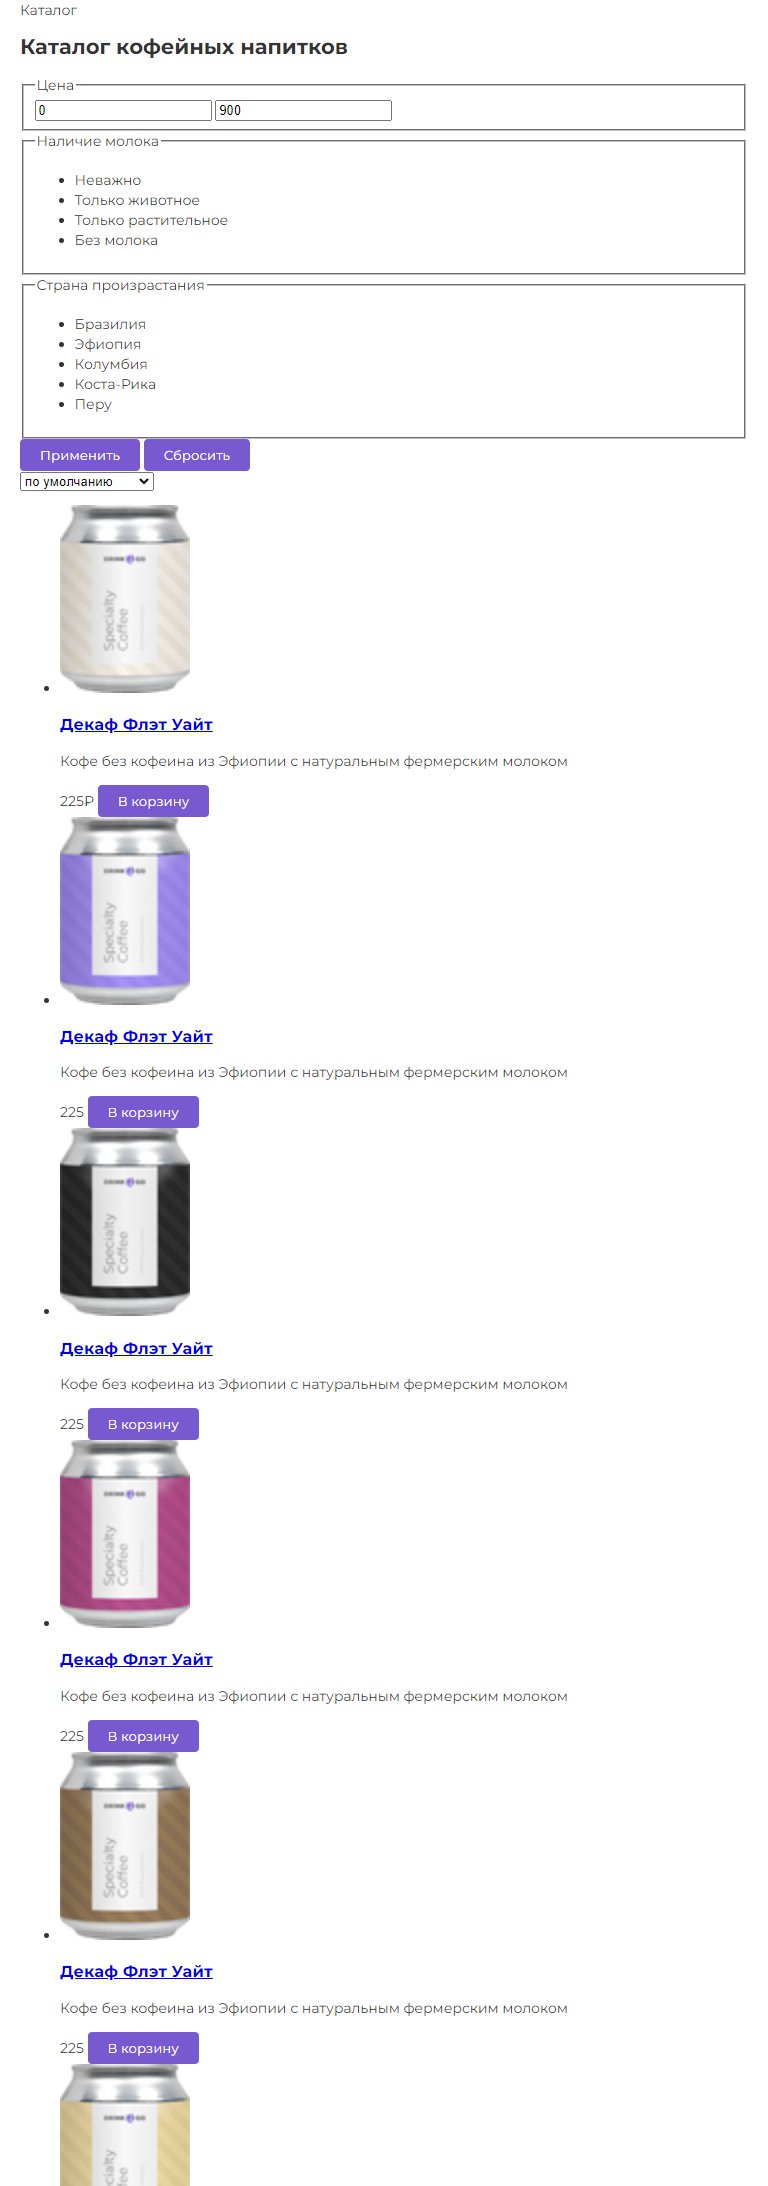 Каталог
Каталог кофейных напитков
Цена
0 900
Наличие молока
Неважно
Только животное
Только растительное
Без молока
Страна произрастания
Бразилия
Эфиопия
Колумбия
Коста-Рика
Перу
Применить Сбросить
по умолчанию
DRINK GO
Specialty
Coffee
Декаф Флэт Уайт
Кофе без кофеина из Эфиопии с натуральным фермерским молоком
225₽ В корзину
DRINK GO
Specialty
Coffee
Декаф Флэт Уайт
Кофе без кофеина из Эфиопии с натуральным фермерским молоком
225 В корзину
DRINK GO
Specialty
Coffee
Декаф Флэт Уайт
Кофе без кофеина из Эфиопии с натуральным фермерским молоком
225 В корзину
DRINK GO
Specialty
Coffee
Декаф Флэт Уайт
Кофе без кофеина из Эфиопии с натуральным фермерским молоком
225 В корзину
DRINK GO
Specialty
Coffee
Декаф Флэт Уайт
Кофе без кофеина из Эфиопии с натуральным фермерским молоком
225 В корзину
DRINK GO
Specialty
Coffee